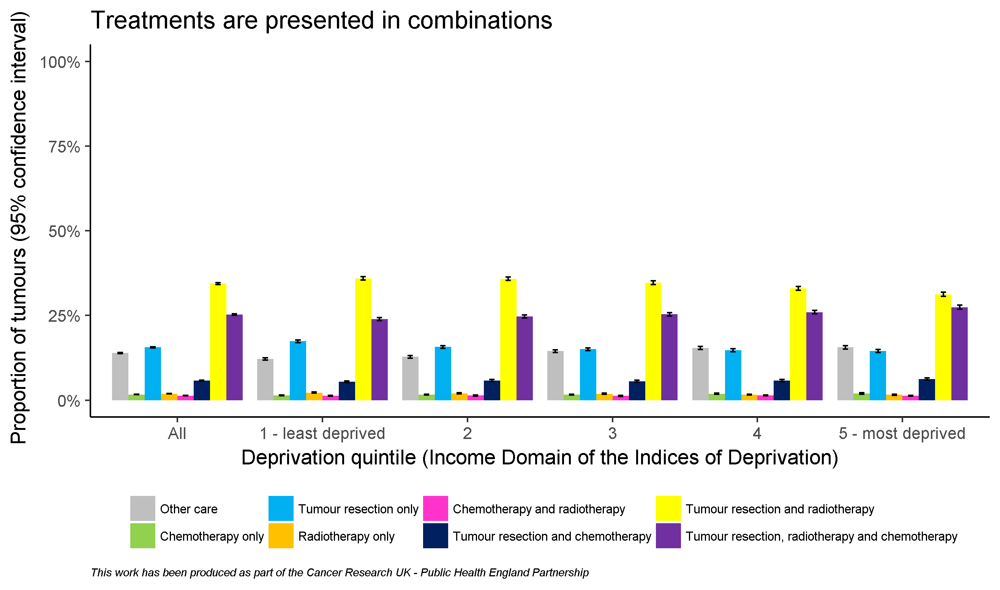 Treatments are presented in combinations
Proportion of tumours (95% confidence interval)
100%
75%
50%
25%
0%
All
1 - least deprived
2
3
4
5 - most deprived
Deprivation quintile (Income Domain of the Indices of Deprivation)
Other care
Tumour resection only
Chemotherapy and radiotherapy
Tumour resection and radiotherapy
Chemotherapy only
Radiotherapy only
Tumour resection and chemotherapy
Tumour resection, radiotherapy and chemotherapy
This work has been produced as part of the Cancer Research UK - Public Health England Partnership